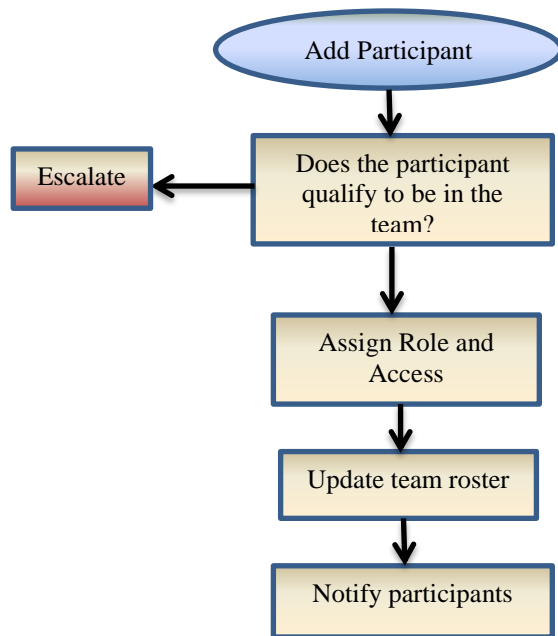 Add Participant
Escalate
Does the participant
qualify to be in the
team?
Assign Role and
Access
Update team roster
Notify participants